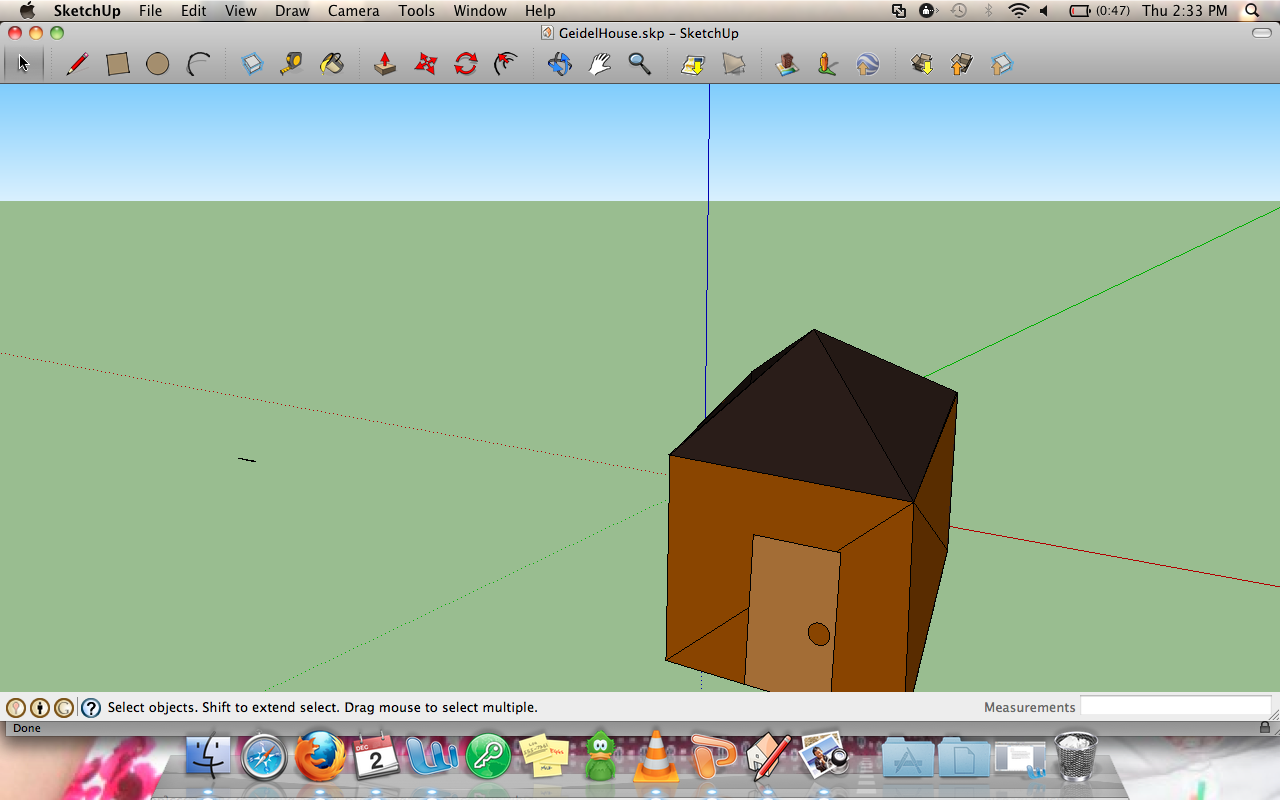 SketchUp File Edit View Draw Camera Tools Window Help (0:47) Thu 2:33 PM
GeidelHouse.skp – SketchUp
Select objects. Shift to extend select. Drag mouse to select multiple. Measurements
Done
DEC
2